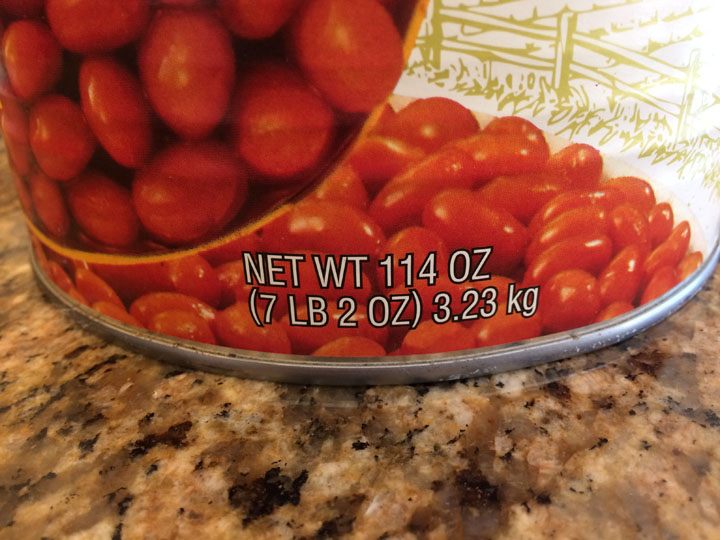 NET WT 114 OZ
(7 LB 2 OZ) 3.23 kg